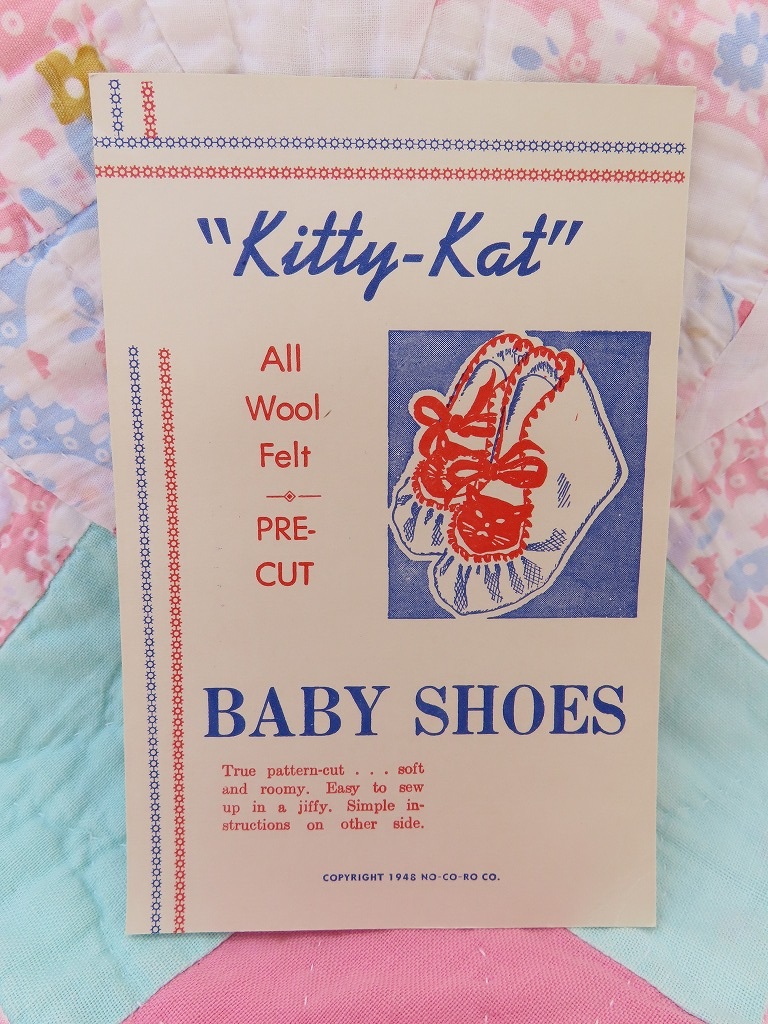 "Kitty-Kat"
All
Wool
Felt
PRE-
CUT
BABY SHOES
True pattern-cut . . . soft
and roomy. Easy to sew
up in a jiffy. Simple in-
structions on other side.
COPYRIGHT 1948 NO-CO-RO CO.